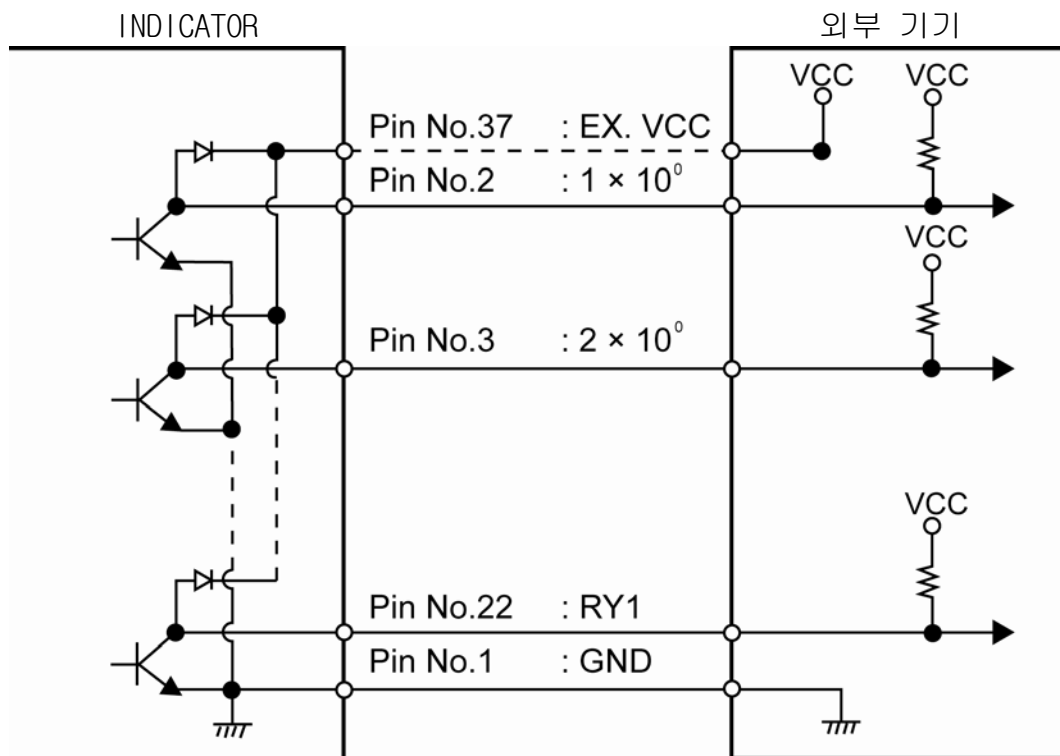 INDICATOR
외부 기기
VCC
VCC
Pin No.37 : EX. VCC
Pin No.2 : 1 × 10⁰
VCC
Pin No.3 : 2 × 10⁰
VCC
Pin No.22 : RY1
Pin No.1 : GND